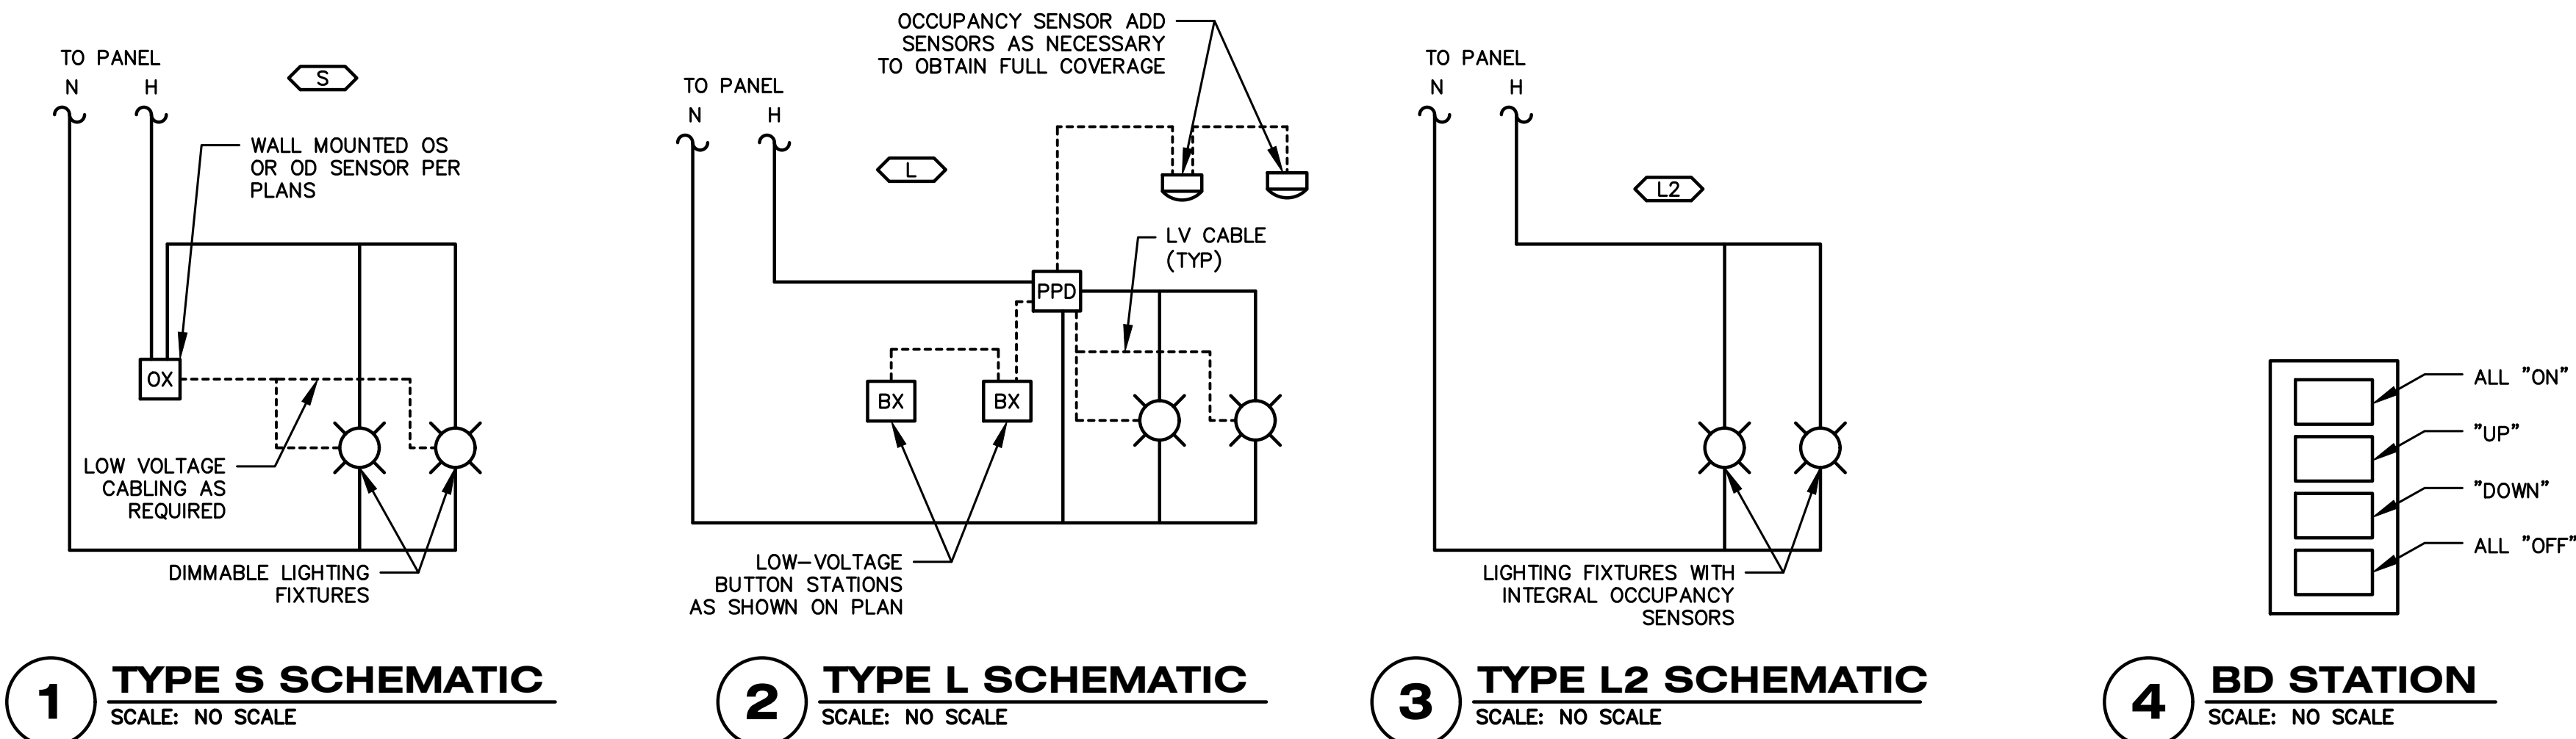 TO PANEL
N H
S
WALL MOUNTED OS
OR OD SENSOR PER
PLANS
OX
LOW VOLTAGE
CABLING AS
REQUIRED
DIMMABLE LIGHTING
FIXTURES
1
TYPE S SCHEMATIC
SCALE: NO SCALE
OCCUPANCY SENSOR ADD
SENSORS AS NECESSARY
TO OBTAIN FULL COVERAGE
TO PANEL
N H
L
LV CABLE
(TYP)
PPD
BX BX
LOW-VOLTAGE
BUTTON STATIONS
AS SHOWN ON PLAN
2
TYPE L SCHEMATIC
SCALE: NO SCALE
TO PANEL
N H
L2
LIGHTING FIXTURES WITH
INTEGRAL OCCUPANCY
SENSORS
3
TYPE L2 SCHEMATIC
SCALE: NO SCALE
ALL "ON"
"UP"
"DOWN"
ALL "OFF"
4
BD STATION
SCALE: NO SCALE